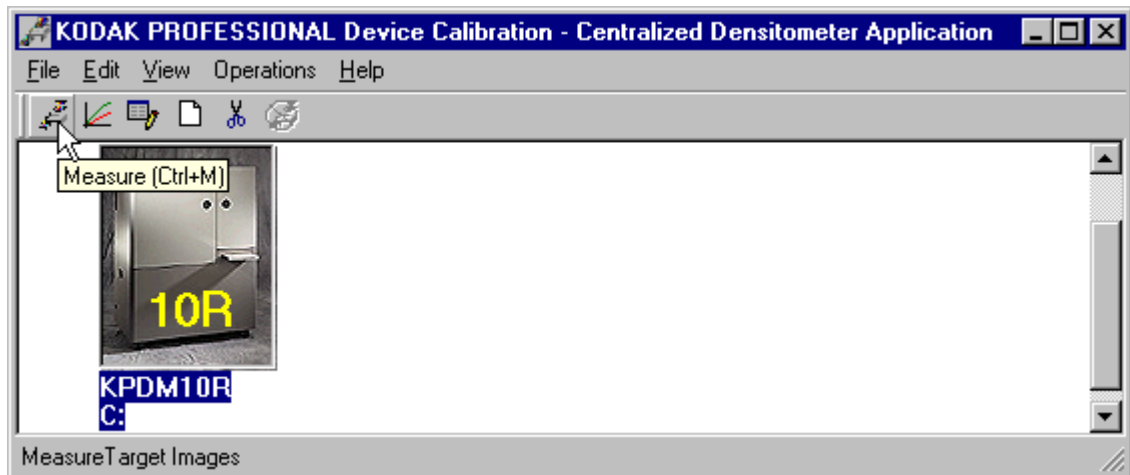 KODAK PROFESSIONAL Device Calibration - Centralized Densitometer Application
File Edit View Operations Help
Measure (Ctrl+M)
10R
KPDM10R
C:
MeasureTarget Images